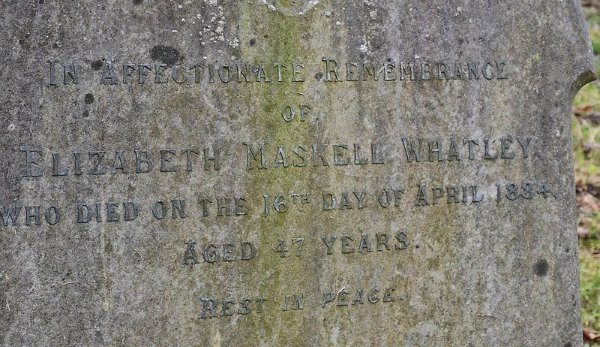 In Affectionate Remembrance
of
Elizabeth Maskell Whatley
who died on the 16th day of April 1884,
Aged 47 years.
Rest in peace.